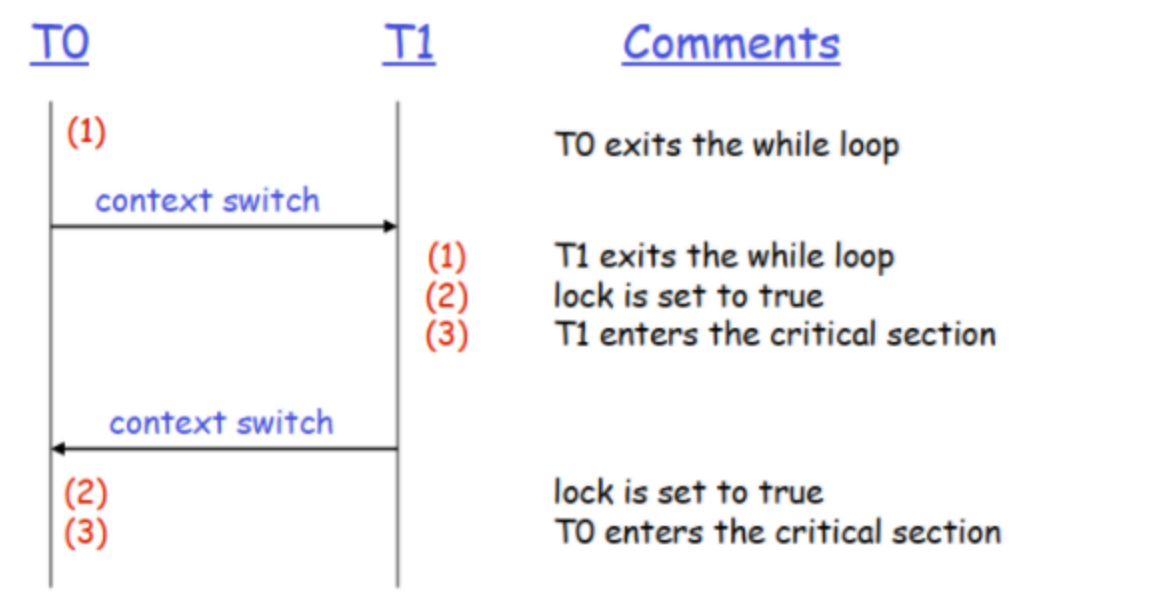 T0 T1 Comments
(1) T0 exits the while loop
context switch
(1) T1 exits the while loop
(2) lock is set to true
(3) T1 enters the critical section
context switch
(2) lock is set to true
(3) T0 enters the critical section